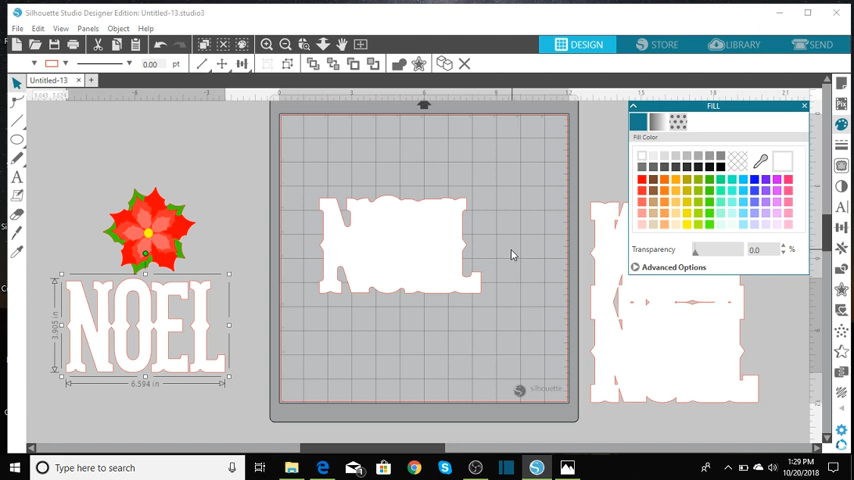 Silhouette Studio Designer Edition: Untitled-13.studio3
File Edit View Panels Object Help
DESIGN STORE LIBRARY SEND
0.00 pt
Untitled-13 ×
FILL
Fill Color
Transparency 0.0 %
Advanced Options
NOEL
3.905 in
6.594 in
silhouette
Type here to search
1:29 PM
10/20/2018